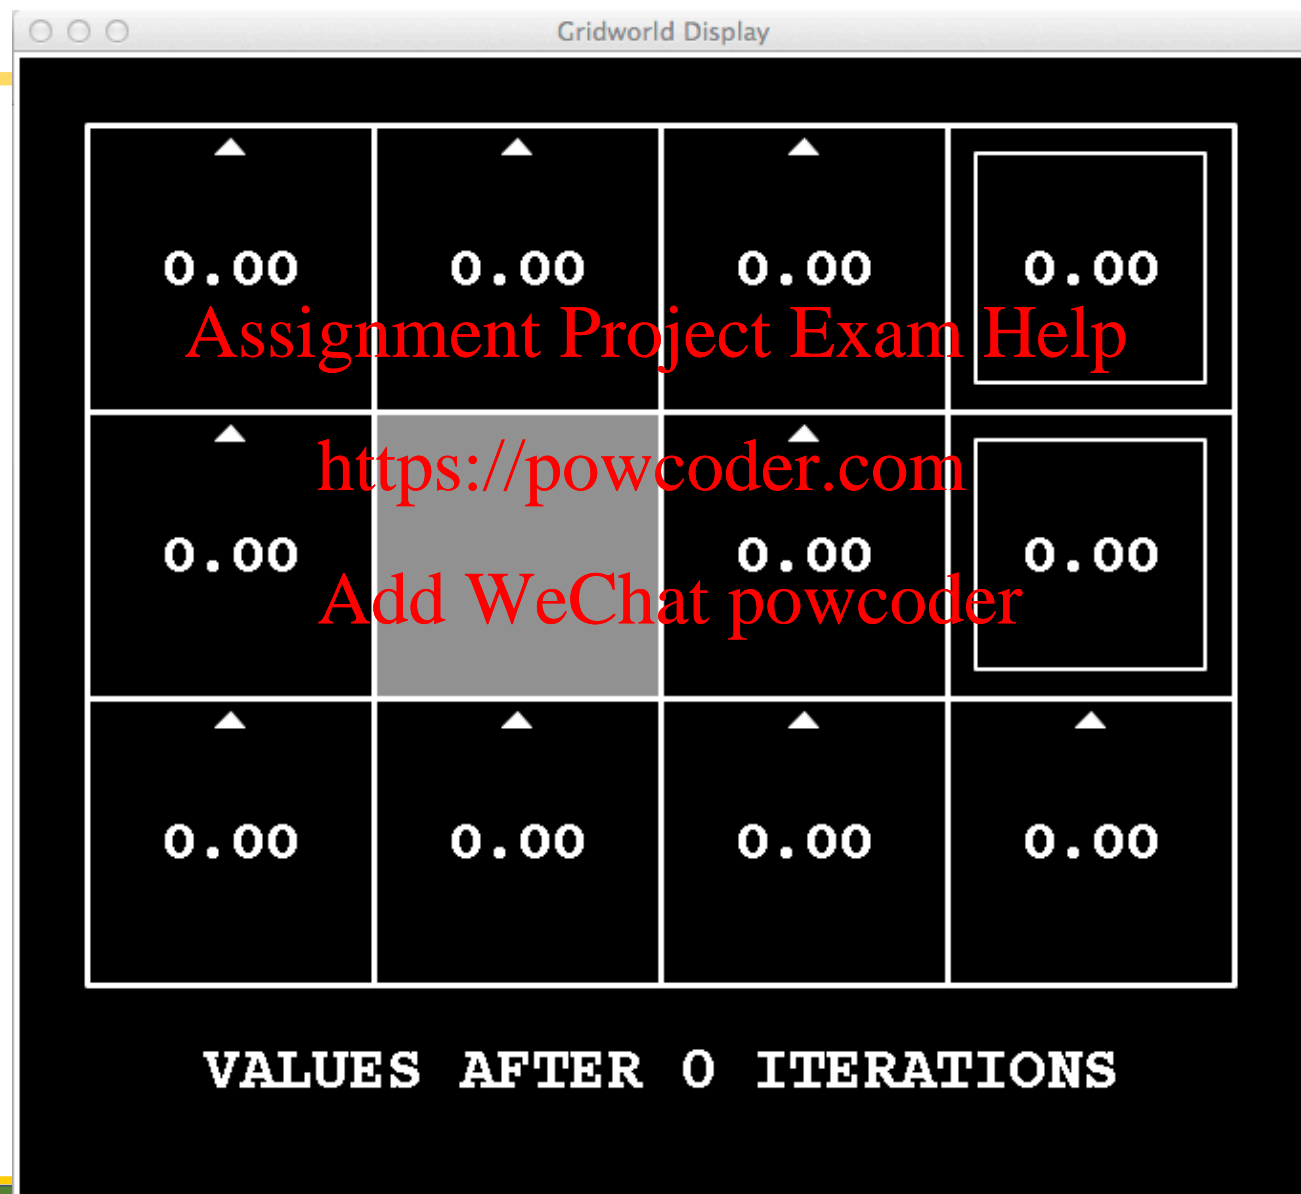 Gridworld Display
0.00 0.00 0.00 0.00
Assignment Project Exam Help
https://powcoder.com
0.00 0.00 0.00
Add WeChat powcoder
0.00 0.00 0.00 0.00
VALUES AFTER 0 ITERATIONS